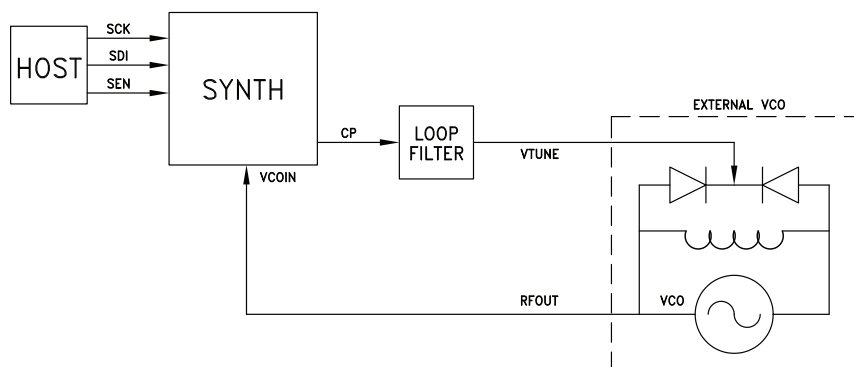 HOST
SCK
SDI
SEN
SYNTH
CP
LOOP
FILTER
VTUNE
EXTERNAL VCO
VCOIN
RFOUT
VCO